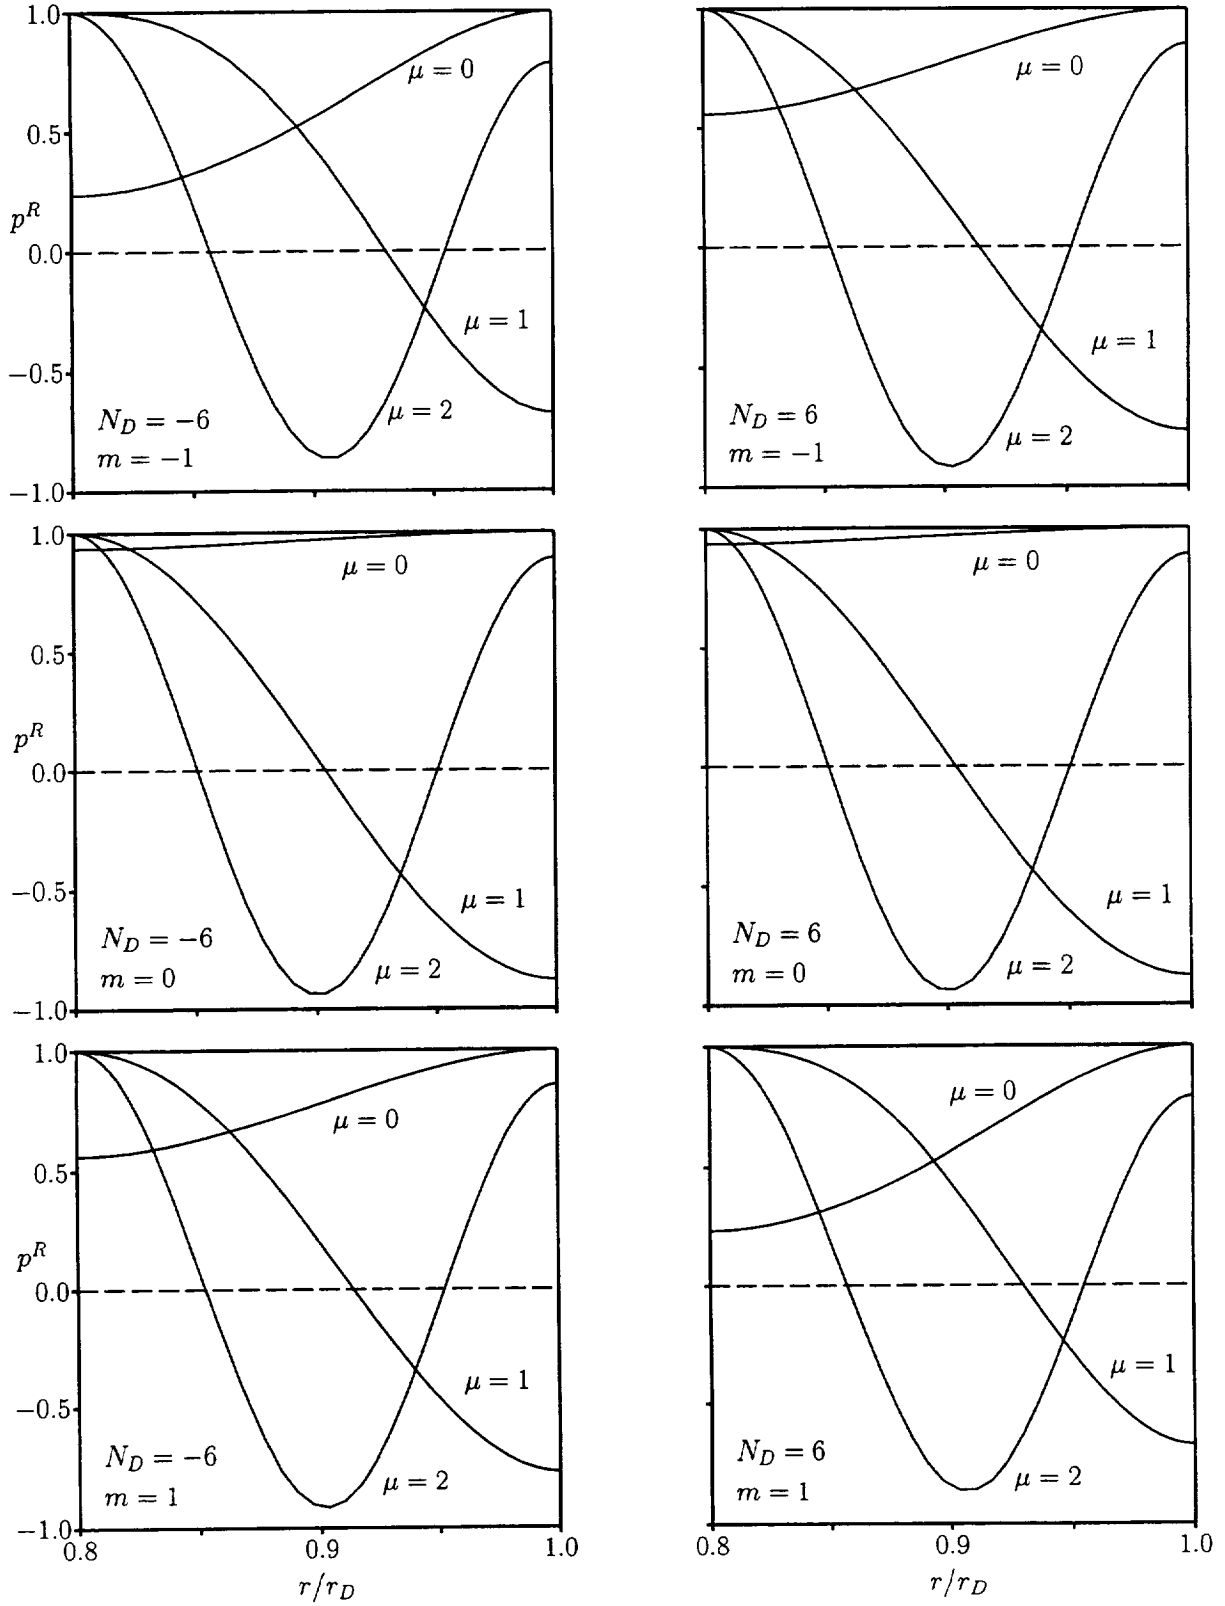 1.0
μ = 0
0.5
p^R
0.0
μ = 1
−0.5
μ = 2
N_D = −6
m = −1
−1.0
μ = 0
μ = 1
N_D = 6
μ = 2
m = −1
1.0
μ = 0
0.5
p^R
0.0
−0.5
μ = 1
N_D = −6
μ = 2
m = 0
−1.0
μ = 0
μ = 1
N_D = 6
μ = 2
m = 0
1.0
μ = 0
0.5
p^R
0.0
μ = 1
−0.5
N_D = −6
μ = 2
m = 1
−1.0
0.8 0.9 1.0
r/r_D
μ = 0
μ = 1
N_D = 6
μ = 2
m = 1
0.8 0.9 1.0
r/r_D